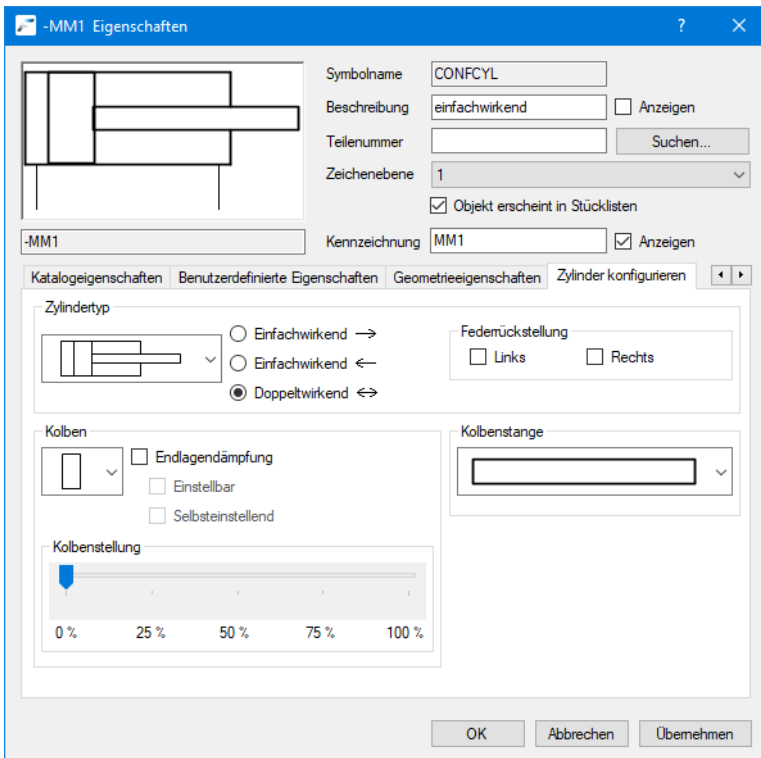 -MM1 Eigenschaften ?
Symbolname CONFCYL
Beschreibung einfachwirkend Anzeigen
Teilenummer Suchen...
Zeichenebene 1
Objekt erscheint in Stücklisten
-MM1 Kennzeichnung MM1 Anzeigen
Katalogeigenschaften Benutzerdefinierte Eigenschaften Geometrieeigenschaften Zylinder konfigurieren
Zylindertyp
Einfachwirkend →
Einfachwirkend ←
Doppeltwirkend ↔
Federrückstellung
Links Rechts
Kolben
Endlagendämpfung
Einstellbar
Selbsteinstellend
Kolbenstange
Kolbenstellung
0 % 25 % 50 % 75 % 100 %
OK Abbrechen Übernehmen